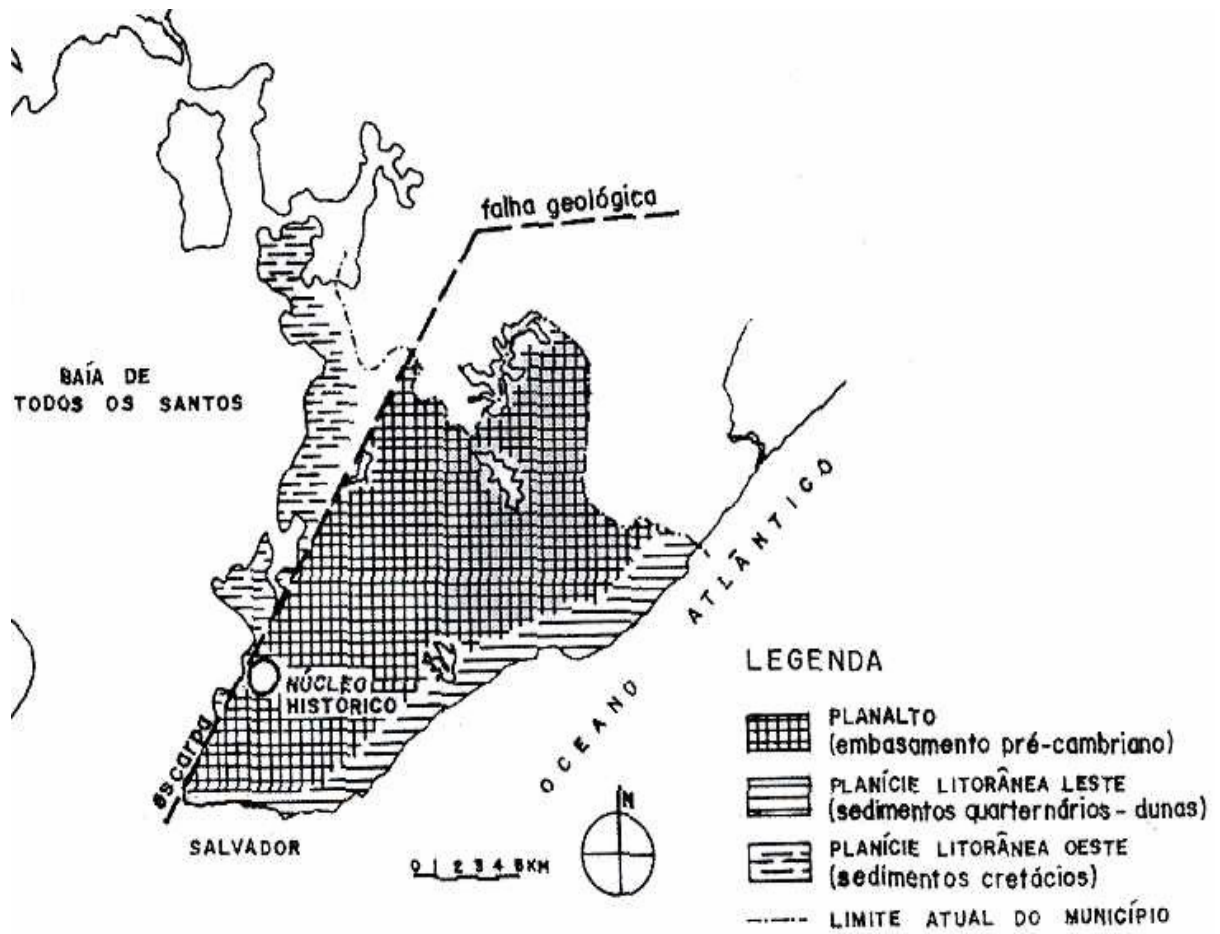 falha geológica
BAÍA DE
TODOS OS SANTOS
OCEANO ATLÂNTICO
NÚCLEO
HISTÓRICO
escarpa
SALVADOR
0 1 2 3 4 5KM
N
LEGENDA
PLANALTO
(embasamento pré-cambriano)
PLANÍCIE LITORÂNEA LESTE
(sedimentos quarternários - dunas)
PLANÍCIE LITORÂNEA OESTE
(sedimentos cretácios)
LIMITE ATUAL DO MUNICÍPIO